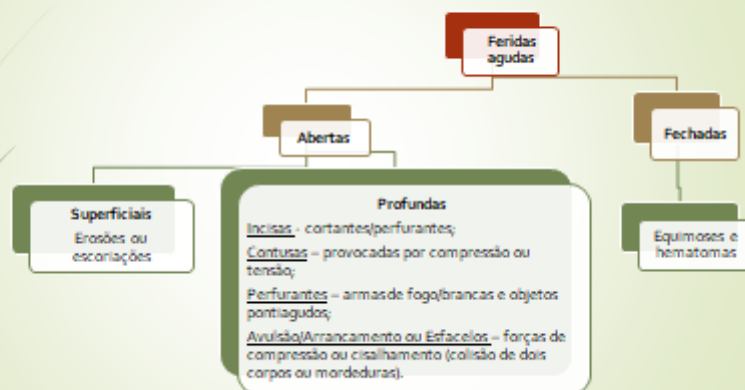 Feridas
agudas
Abertas
Fechadas
Superficiais
Erosões ou
escoriações
Profundas
Incisas - cortantes/perfurantes;
Contusas – provocadas por compressão ou
tensão;
Perfurantes – armas de fogo/brancas e objetos
pontiagudos;
Avulsão/Arrancamento ou Esfacelos – forças de
compressão ou cisalhamento (colisão de dois
corpos ou mordeduras).
Equimoses e
hematomas